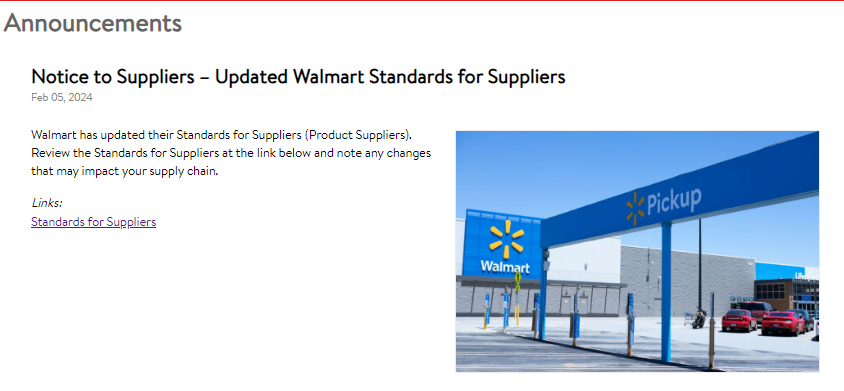 Announcements
Notice to Suppliers – Updated Walmart Standards for Suppliers
Feb 05, 2024
Walmart has updated their Standards for Suppliers (Product Suppliers).
Review the Standards for Suppliers at the link below and note any changes
that may impact your supply chain.
Links:
Standards for Suppliers
Pickup
Walmart